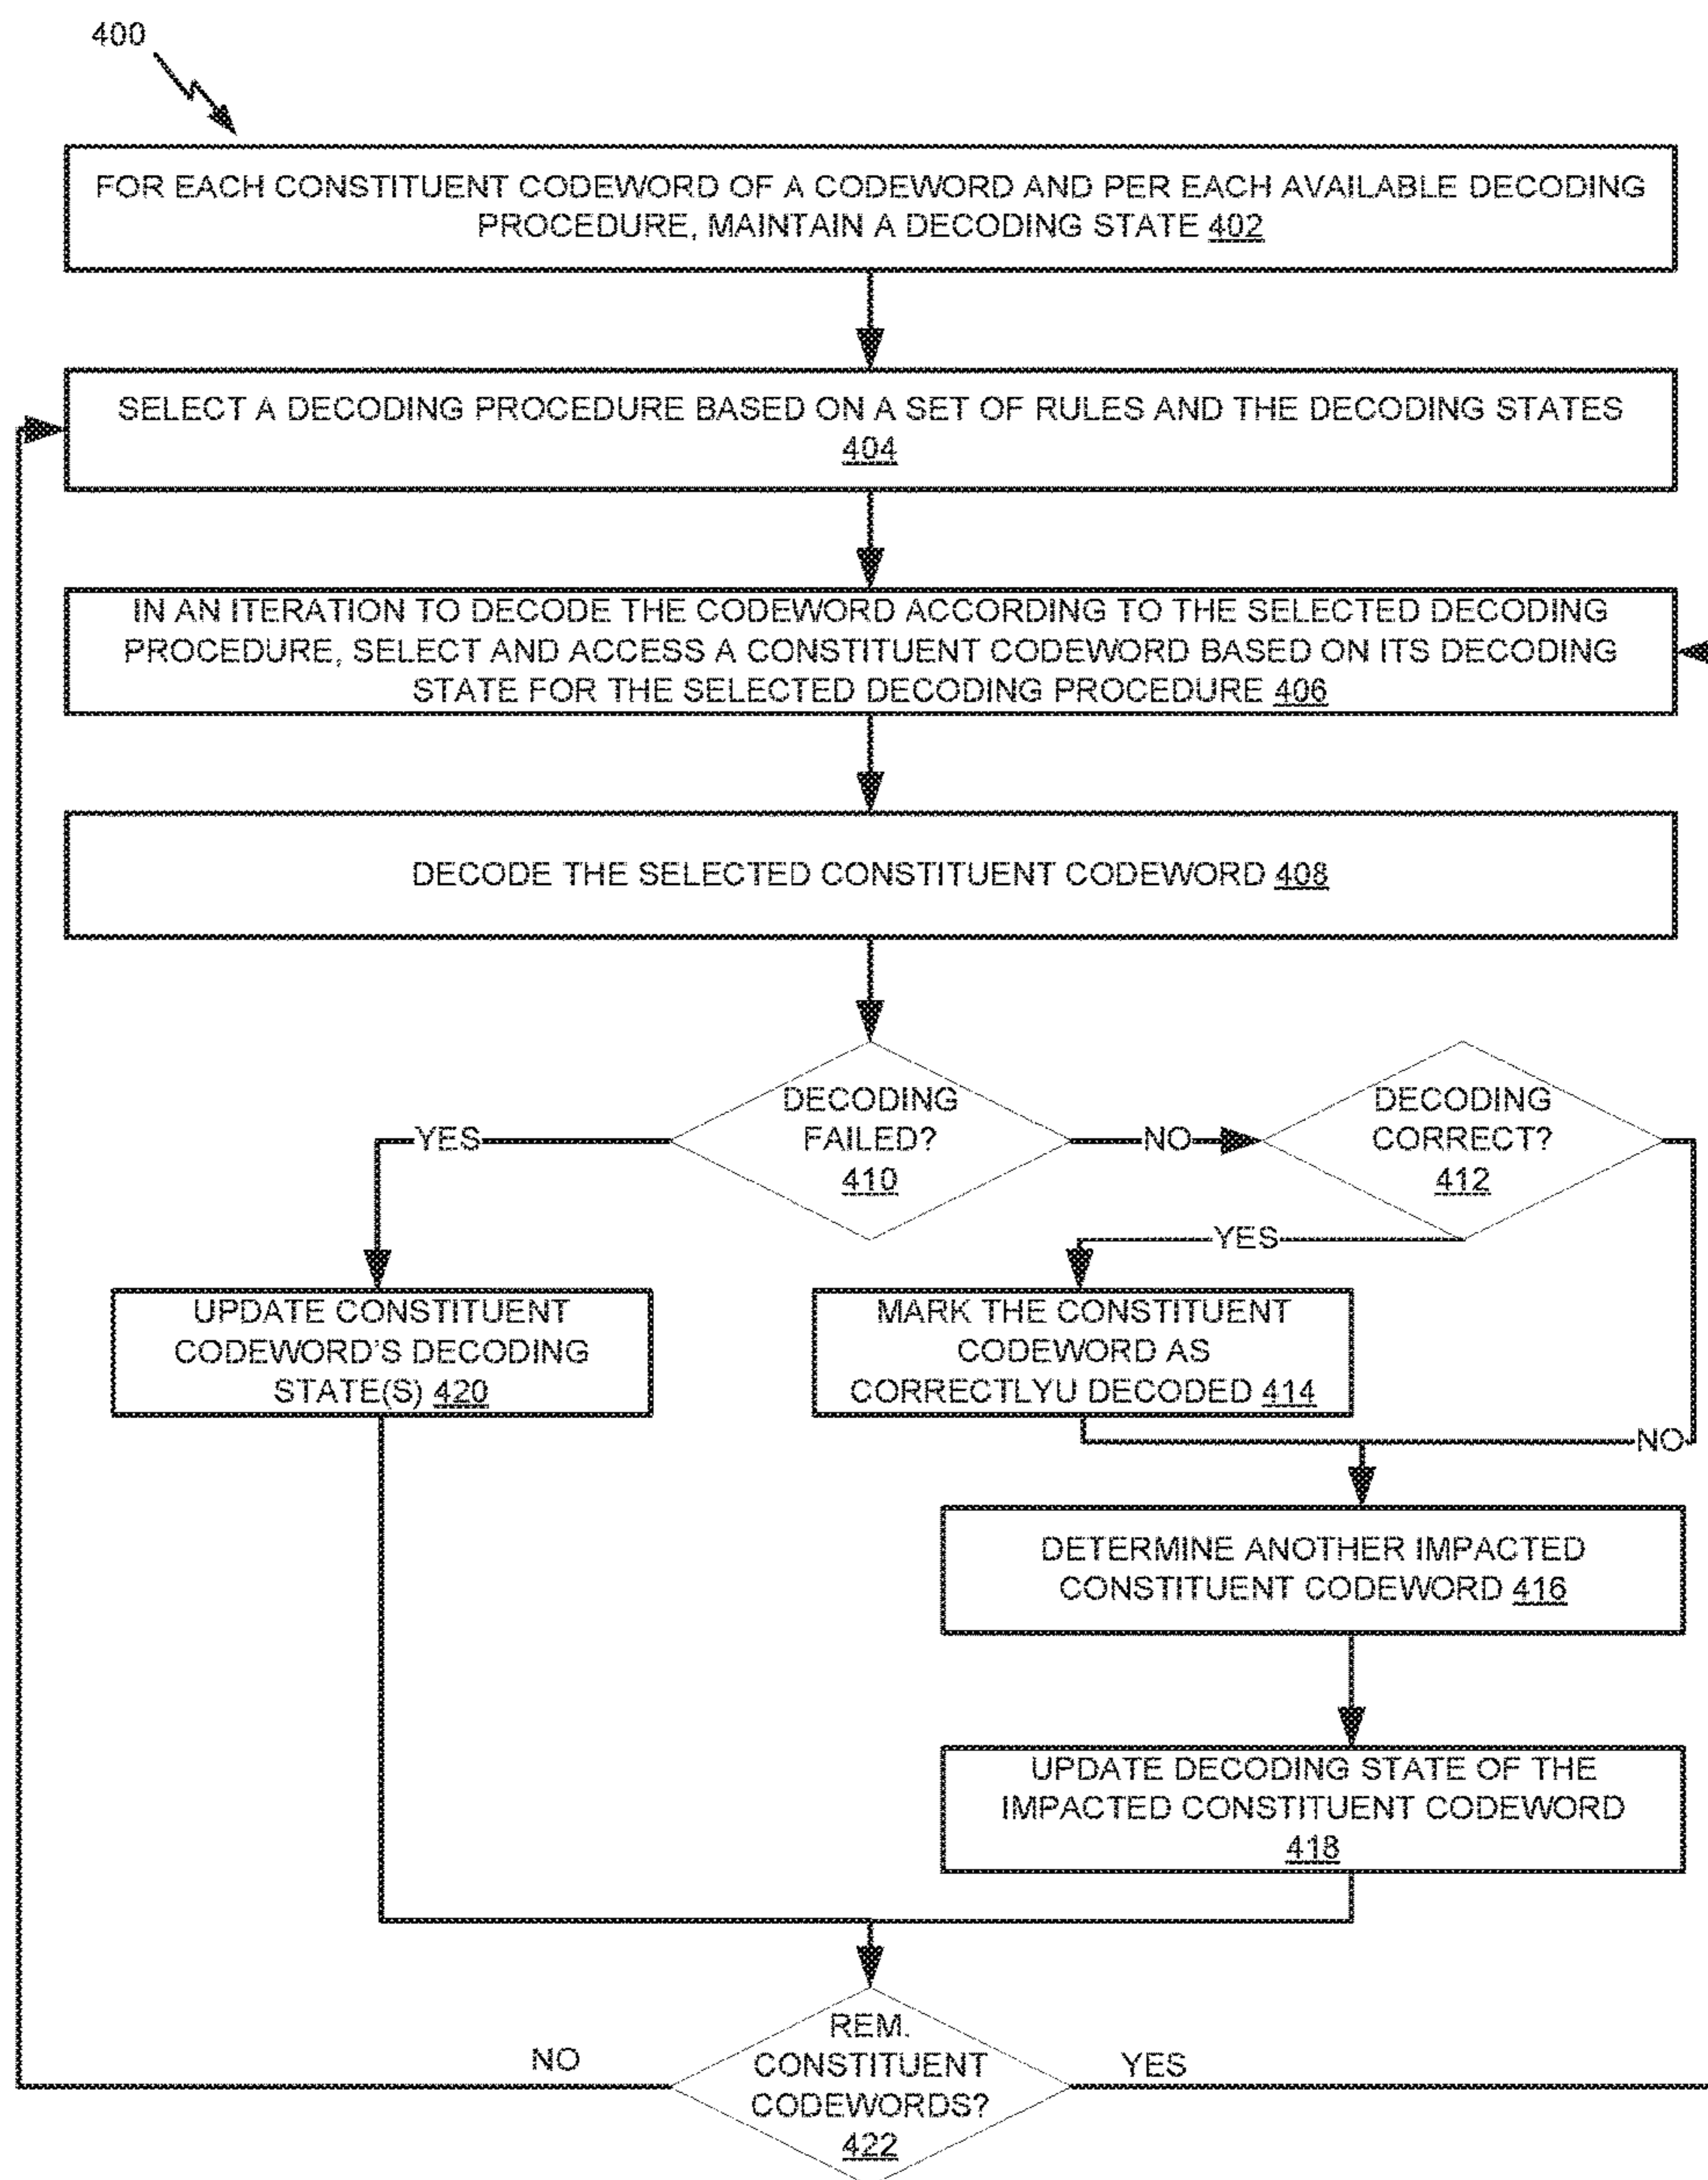 400
FOR EACH CONSTITUENT CODEWORD OF A CODEWORD AND PER EACH AVAILABLE DECODING
PROCEDURE, MAINTAIN A DECODING STATE 402
SELECT A DECODING PROCEDURE BASED ON A SET OF RULES AND THE DECODING STATES
404
IN AN ITERATION TO DECODE THE CODEWORD ACCORDING TO THE SELECTED DECODING
PROCEDURE, SELECT AND ACCESS A CONSTITUENT CODEWORD BASED ON ITS DECODING
STATE FOR THE SELECTED DECODING PROCEDURE 406
DECODE THE SELECTED CONSTITUENT CODEWORD 408
DECODING
FAILED?
410
YES
NO
DECODING
CORRECT?
412
YES
NO
UPDATE CONSTITUENT
CODEWORD'S DECODING
STATE(S) 420
MARK THE CONSTITUENT
CODEWORD AS
CORRECTLYU DECODED 414
DETERMINE ANOTHER IMPACTED
CONSTITUENT CODEWORD 416
UPDATE DECODING STATE OF THE
IMPACTED CONSTITUENT CODEWORD
418
REM.
CONSTITUENT
CODEWORDS?
422
NO
YES